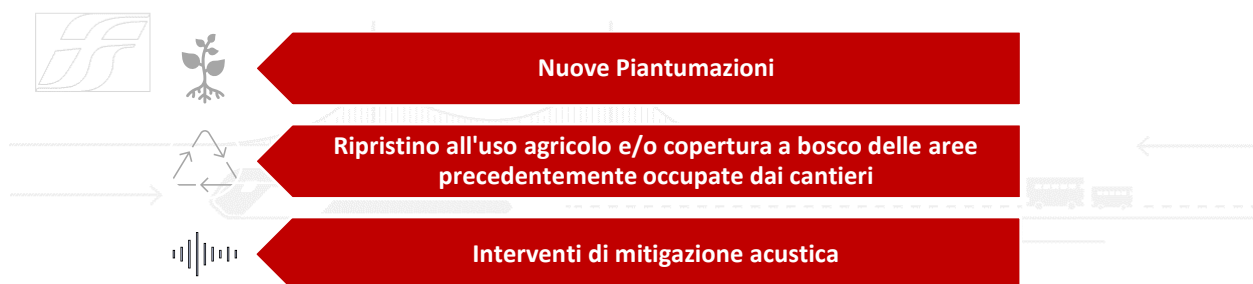 Nuove Piantumazioni
Ripristino all'uso agricolo e/o copertura a bosco delle aree
precedentemente occupate dai cantieri
Interventi di mitigazione acustica